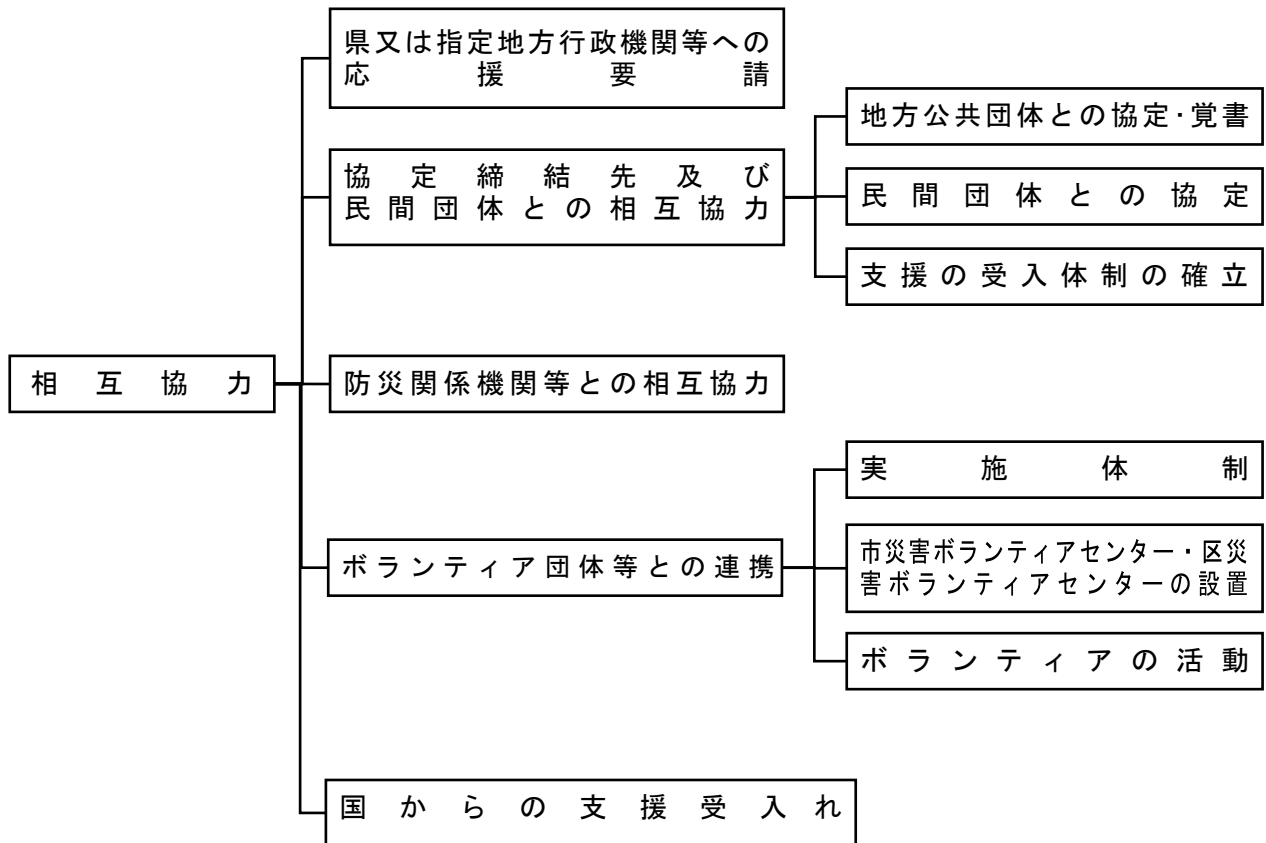 相互協力
県又は指定地方行政機関等への
応援要請
協定締結先及び
民間団体との相互協力
地方公共団体との協定・覚書
民間団体との協定
支援の受入体制の確立
防災関係機関等との相互協力
ボランティア団体等との連携
実施体制
市災害ボランティアセンター・区災
害ボランティアセンターの設置
ボランティアの活動
国からの支援受入れ